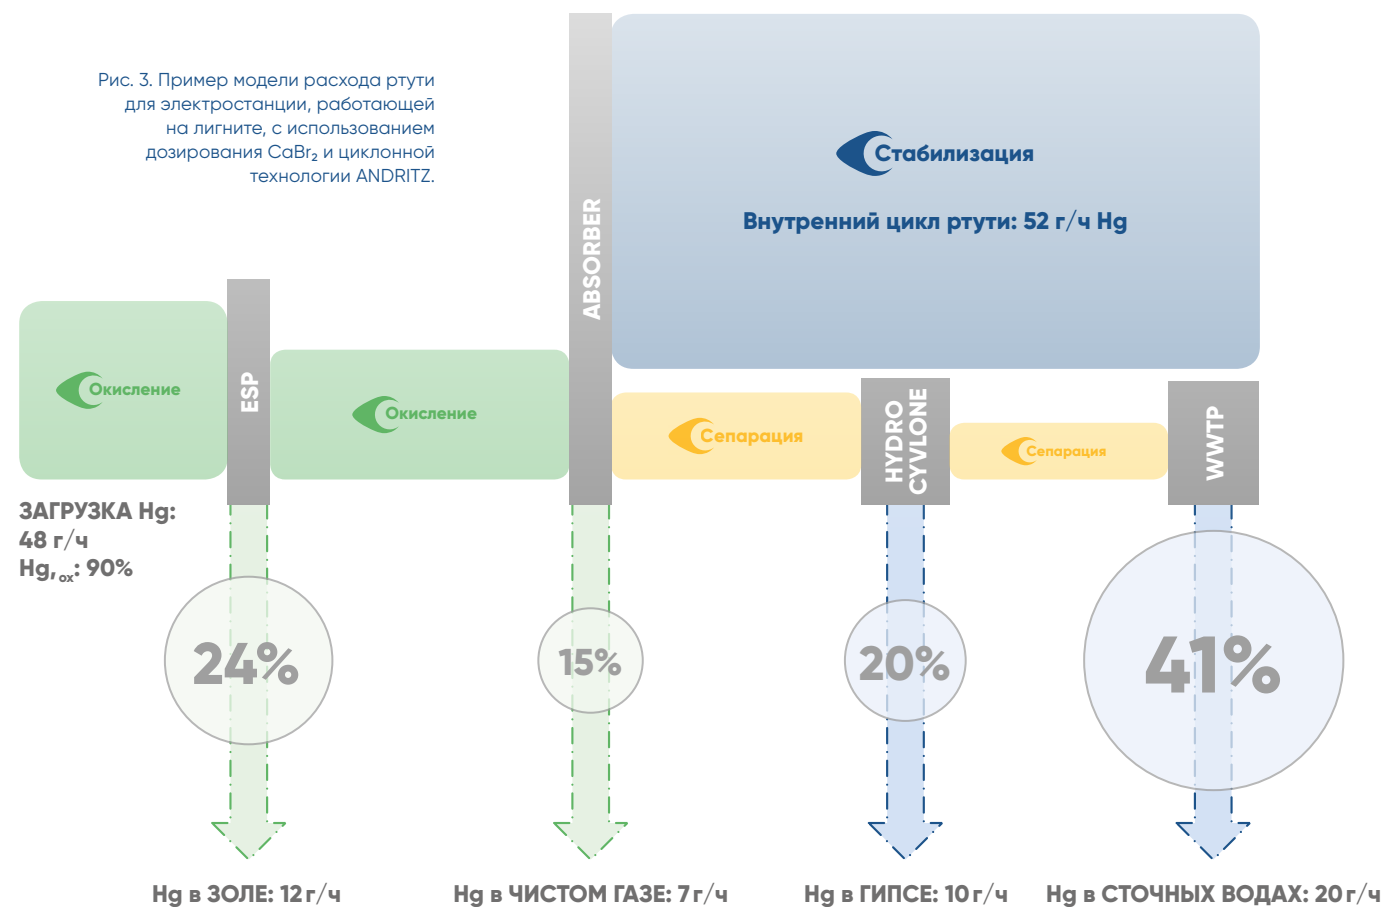 Рис. 3. Пример модели расхода ртути
для электростанции, работающей
на лигните, с использованием
дозирования CaBr₂ и циклонной
технологии ANDRITZ.
Стабилизация
Внутренний цикл ртути: 52 г/ч Hg
ABSORBER
Окисление
ESP
Окисление
Сепарация
HYDRO
CYVLONE
Сепарация
WWTP
ЗАГРУЗКА Hg:
48 г/ч
Hg,ox: 90%
24%
15%
20%
41%
Hg в ЗОЛЕ: 12 г/ч
Hg в ЧИСТОМ ГАЗЕ: 7 г/ч
Hg в ГИПСЕ: 10 г/ч
Hg в СТОЧНЫХ ВОДАХ: 20 г/ч